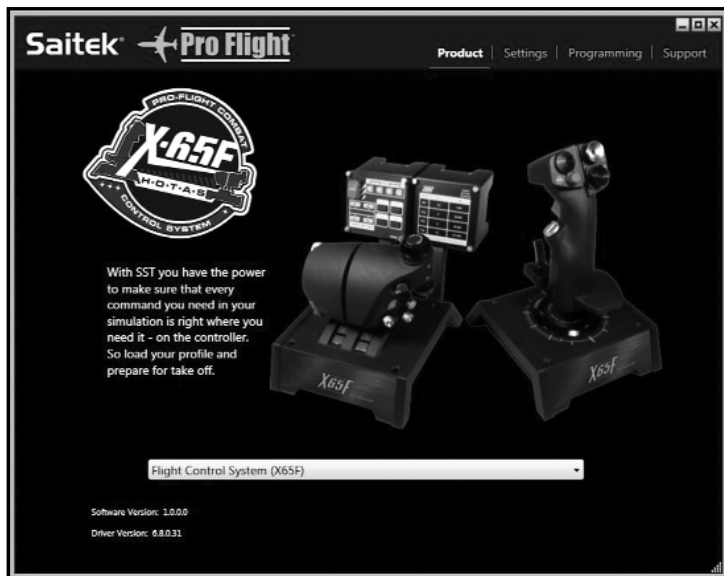 Saitek Pro Flight
Product | Settings | Programming | Support
PRO-FLIGHT COMBAT
X-65F
H-O-T-A-S
CONTROL SYSTEM
With SST you have the power
to make sure that every
command you need in your
simulation is right where you
need it - on the controller.
So load your profile and
prepare for take off.
X65F
X65F
Flight Control System (X65F)
Software Version: 1.0.0.0
Driver Version: 6.8.0.31